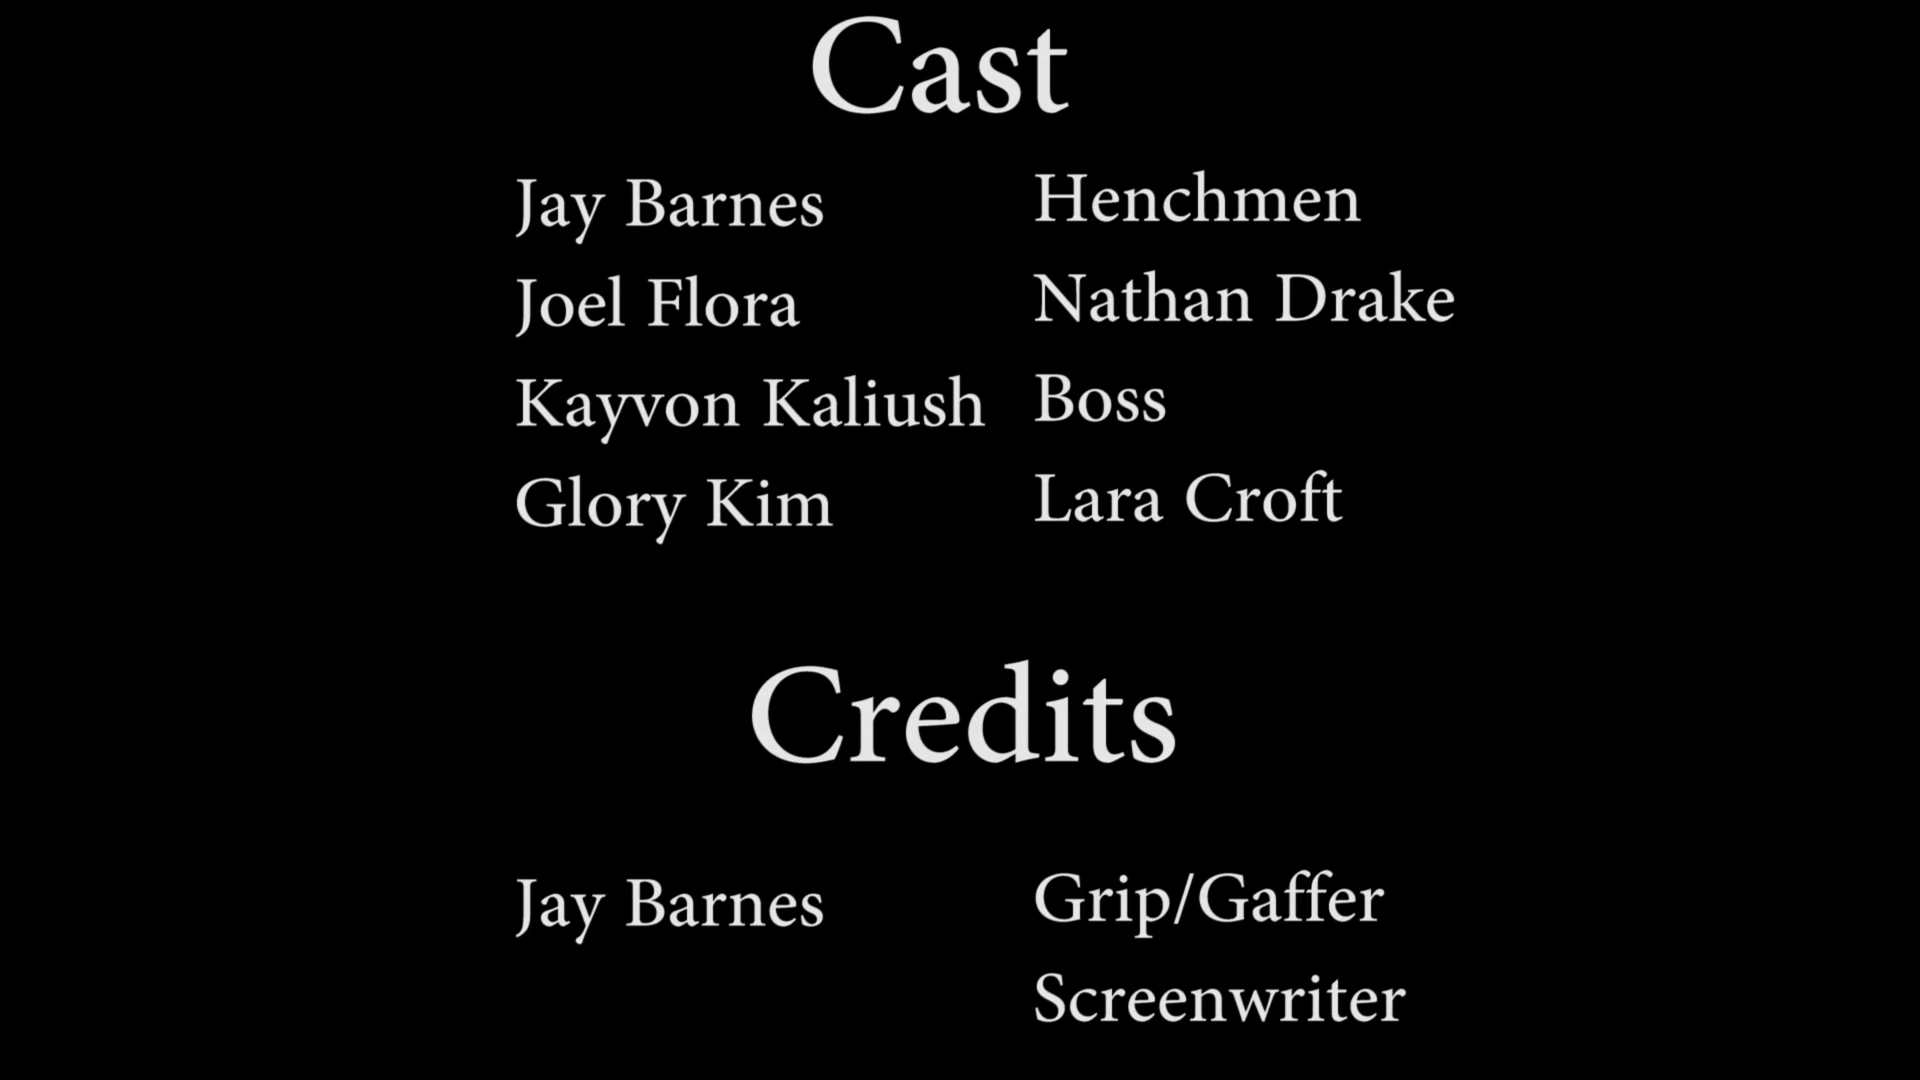 Cast
Jay Barnes Henchmen
Joel Flora Nathan Drake
Kayvon Kaliush Boss
Glory Kim Lara Croft
Credits
Jay Barnes Grip/Gaffer
Screenwriter